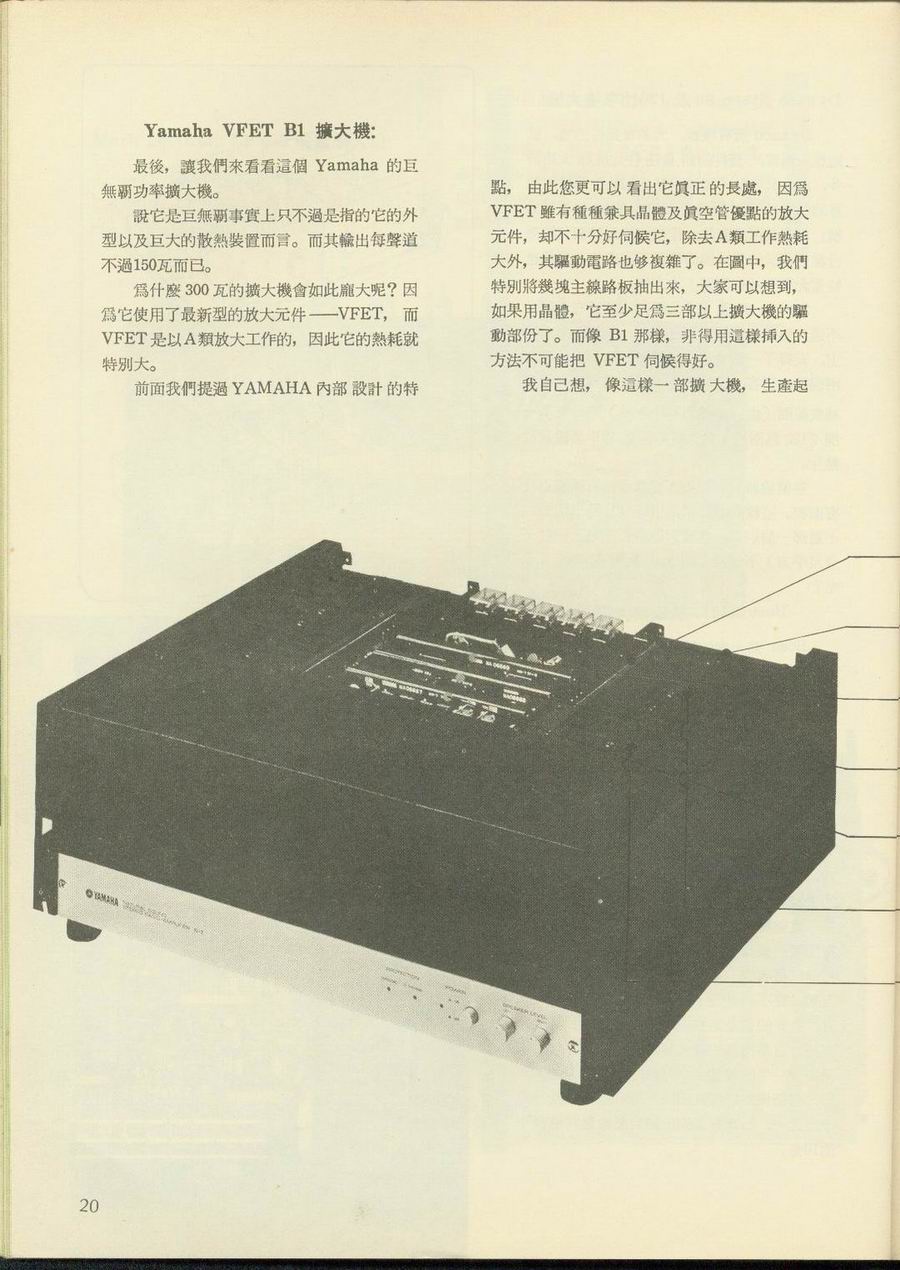 Yamaha VFET B1 擴大機:
最後，讓我們來看看這個 Yamaha 的巨
無霸功率擴大機。
說它是巨無霸事實上只不過是指的它的外
型以及巨大的散熱裝置而言。而其輸出每聲道
不過150瓦而已。
爲什麼 300 瓦的擴大機會如此龐大呢？因
爲它使用了最新型的放大元件——VFET，而
VFET 是以A類放大工作的，因此它的熱耗就
特別大。
前面我們提過 YAMAHA 內部設計的特
點，由此您更可以看出它眞正的長處，因爲
VFET 雖有種種兼具晶體及眞空管優點的放大
元件，却不十分好伺候它，除去A類工作熱耗
大外，其驅動電路也够複雜了。在圖中，我們
特別將幾塊主線路板抽出來，大家可以想到，
如果用晶體，它至少足爲三部以上擴大機的驅
動部份了。而像 B1 那樣，非得用這樣挿入的
方法不可能把 VFET 伺候得好。
我自己想，像這樣一部擴大機，生產起
YAMAHA
PROTECTION
POWER
SPEAKER LEVEL
20